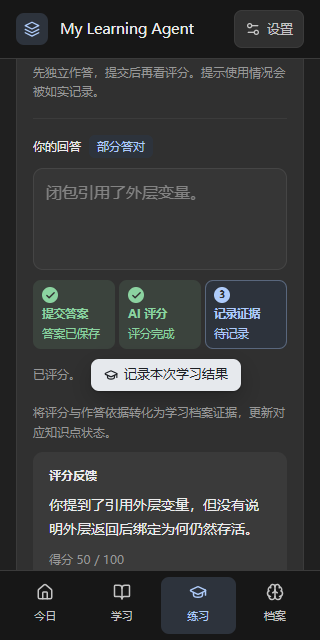 My Learning Agent
设置
先独立作答，提交后再看评分。提示使用情况会
被如实记录。
你的回答 部分答对
闭包引用了外层变量。
提交答案
答案已保存
AI 评分
评分完成
3
记录证据
待记录
已评分。
记录本次学习结果
将评分与作答依据转化为学习档案证据，更新对
应知识点状态。
评分反馈
你提到了引用外层变量，但没有说
明外层返回后绑定为何仍然存活。
得分 50 / 100
今日
学习
练习
档案